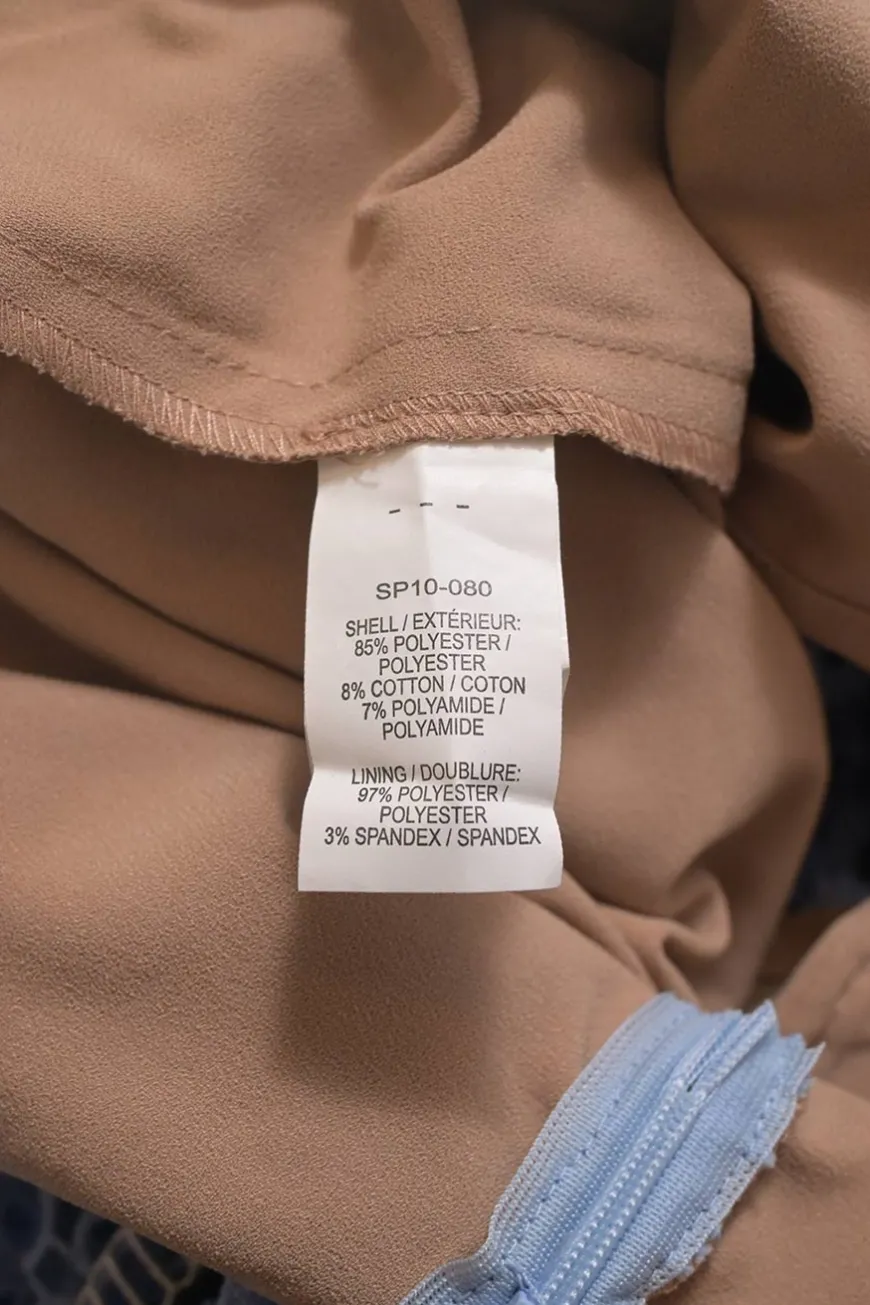 - - -
SP10-080
SHELL / EXTÉRIEUR:
85% POLYESTER /
POLYESTER
8% COTTON / COTON
7% POLYAMIDE /
POLYAMIDE
LINING / DOUBLURE:
97% POLYESTER /
POLYESTER
3% SPANDEX / SPANDEX